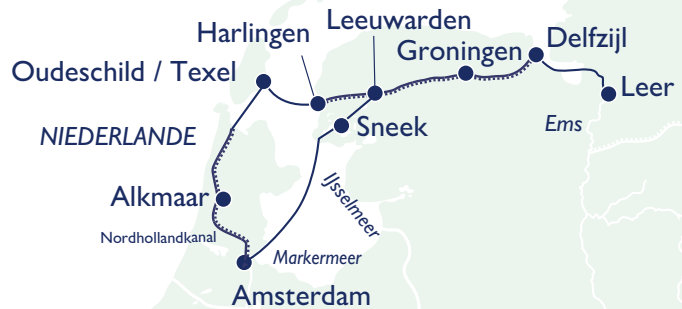 Leeuwarden
Harlingen
Delfzijl
Groningen
Oudeschild / Texel
Leer
Ems
Sneek
NIEDERLANDE
IJsselmeer
Alkmaar
Nordhollandkanal
Markermeer
Amsterdam